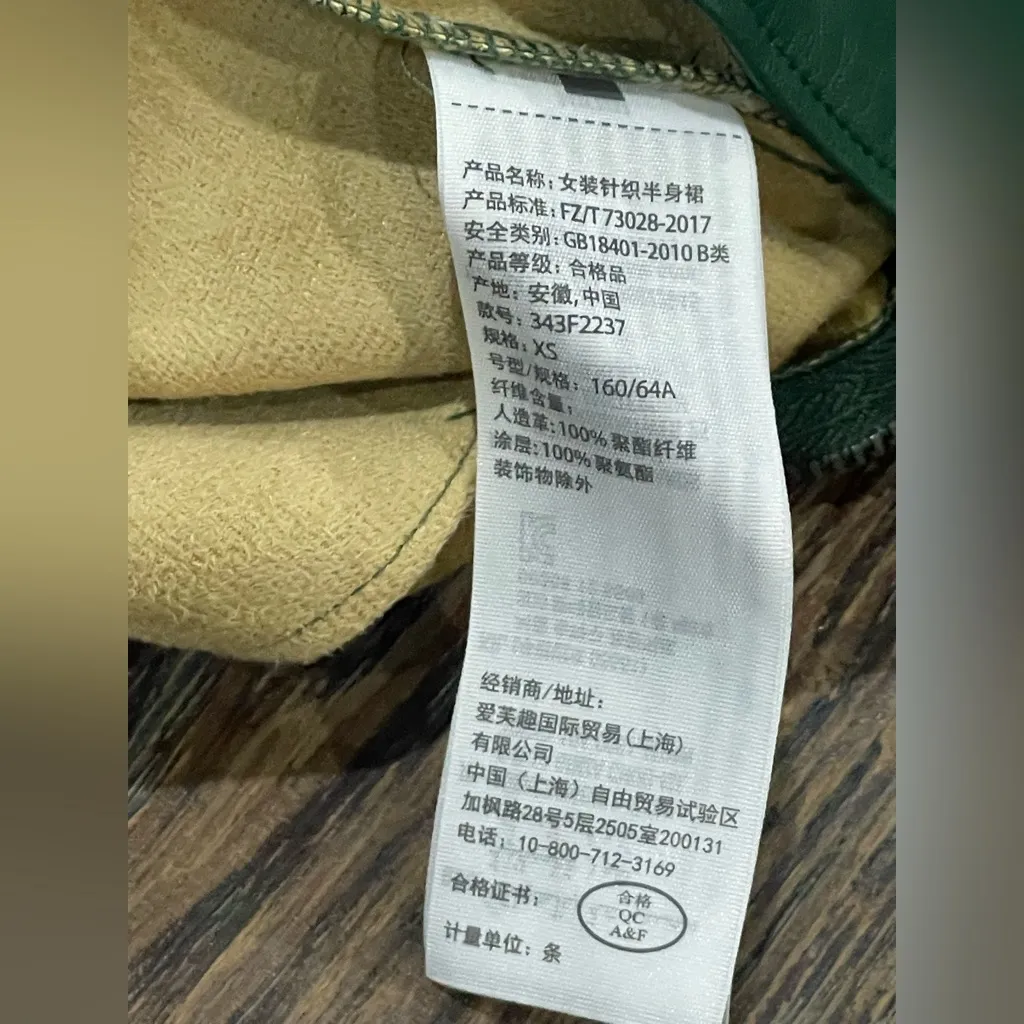 产品名称：女装针织半身裙
产品标准：FZ/T 73028-2017
安全类别：GB18401-2010 B类
产品等级：合格品
产地：安徽,中国
款号：343F2237
规格：XS
号型/规格：160/64A
纤维含量：
人造革:100% 聚酯纤维
涂层:100% 聚氨酯
装饰物除外
经销商/地址：
爱芙趣国际贸易(上海)
有限公司
中国（上海）自由贸易试验区
加枫路28号5层2505室200131
电话：10-800-712-3169
合格证书：
合格
QC
A&F
计量单位：条